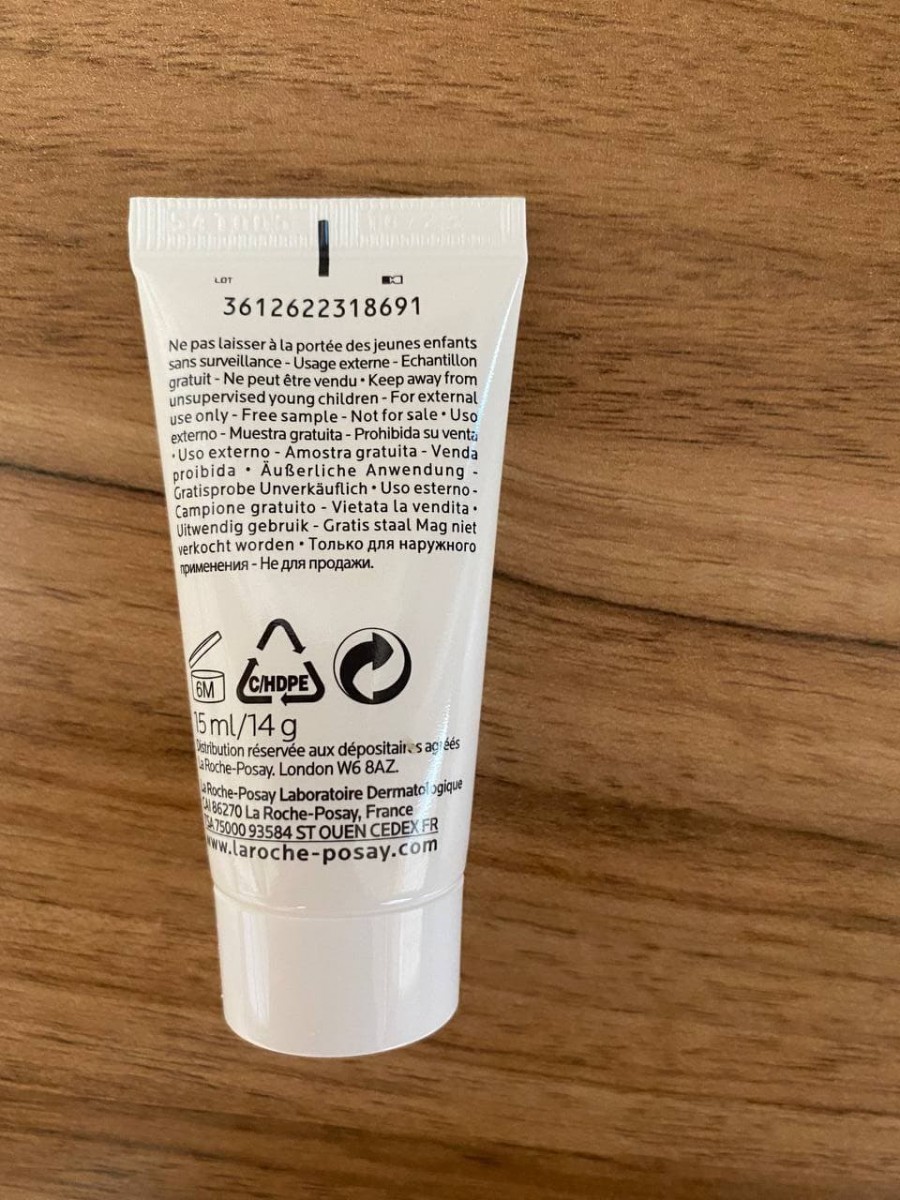 LOT
3612622318691
Ne pas laisser à la portée des jeunes enfants
sans surveillance - Usage externe - Echantillon
gratuit - Ne peut être vendu • Keep away from
unsupervised young children - For external
use only - Free sample - Not for sale • Uso
externo - Muestra gratuita - Prohibida su venta
• Uso externo - Amostra gratuita - Venda
proibida • Äußerliche Anwendung -
Gratisprobe Unverkäuflich • Uso esterno -
Campione gratuito - Vietata la vendita •
Uitwendig gebruik - Gratis staal Mag niet
verkocht worden • Только для наружного
применения - Не для продажи.
6M
C/HDPE
15 ml/14 g
Distribution réservée aux dépositaires agréés
La Roche-Posay. London W6 8AZ.
La Roche-Posay Laboratoire Dermatologique
CAI 86270 La Roche-Posay, France
TSA 75000 93584 ST OUEN CEDEX FR
www.laroche-posay.com